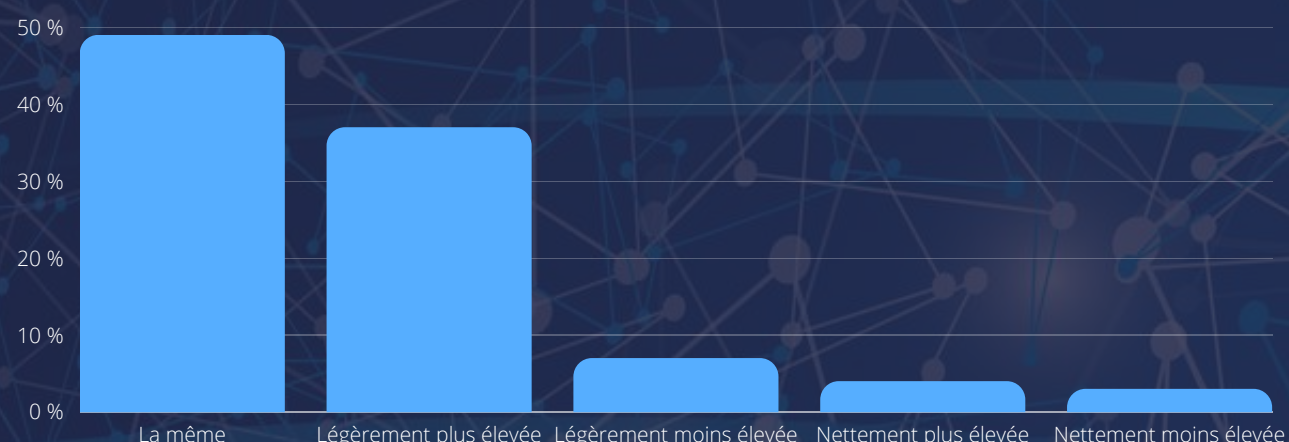 50 %
40 %
30 %
20 %
10 %
0 %
La même
Légèrement plus élevée
Légèrement moins élevée
Nettement plus élevée
Nettement moins élevée